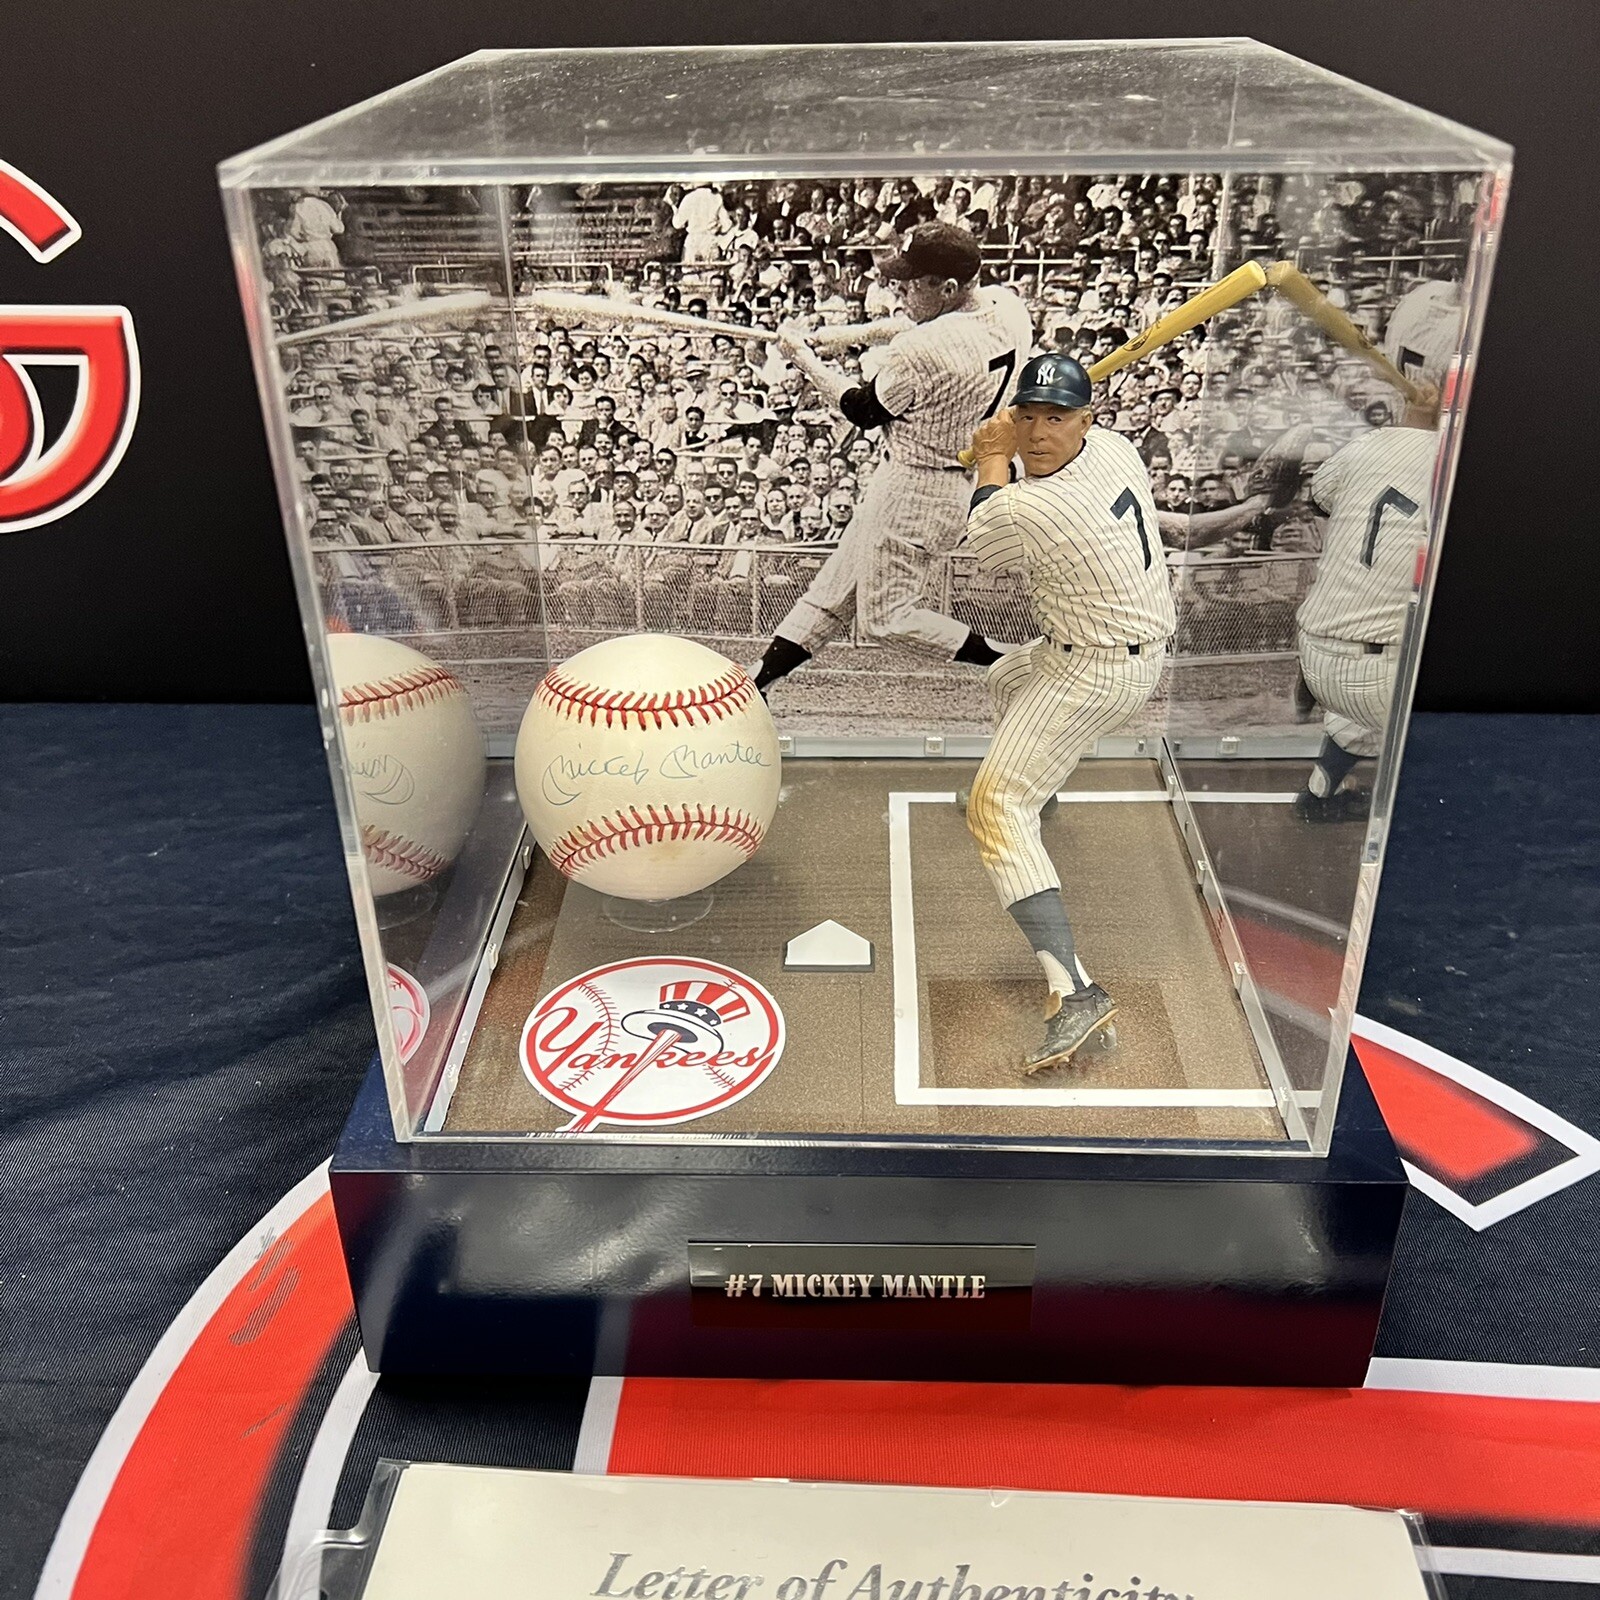 7
NY
7
Mickey Mantle
Yankees
#7 MICKEY MANTLE
Letter of Authenticity